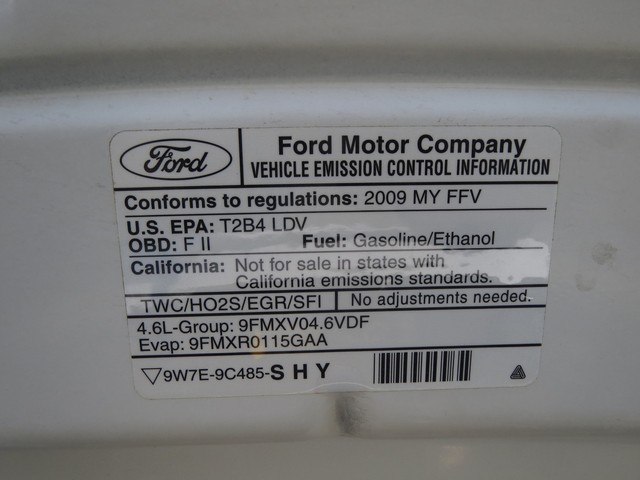 Ford
Ford Motor Company
VEHICLE EMISSION CONTROL INFORMATION
Conforms to regulations: 2009 MY FFV
U.S. EPA: T2B4 LDV
OBD: F II Fuel: Gasoline/Ethanol
California: Not for sale in states with
California emissions standards.
TWC/HO2S/EGR/SFI No adjustments needed.
4.6L-Group: 9FMXV04.6VDF
Evap: 9FMXR0115GAA
9W7E-9C485-S H Y